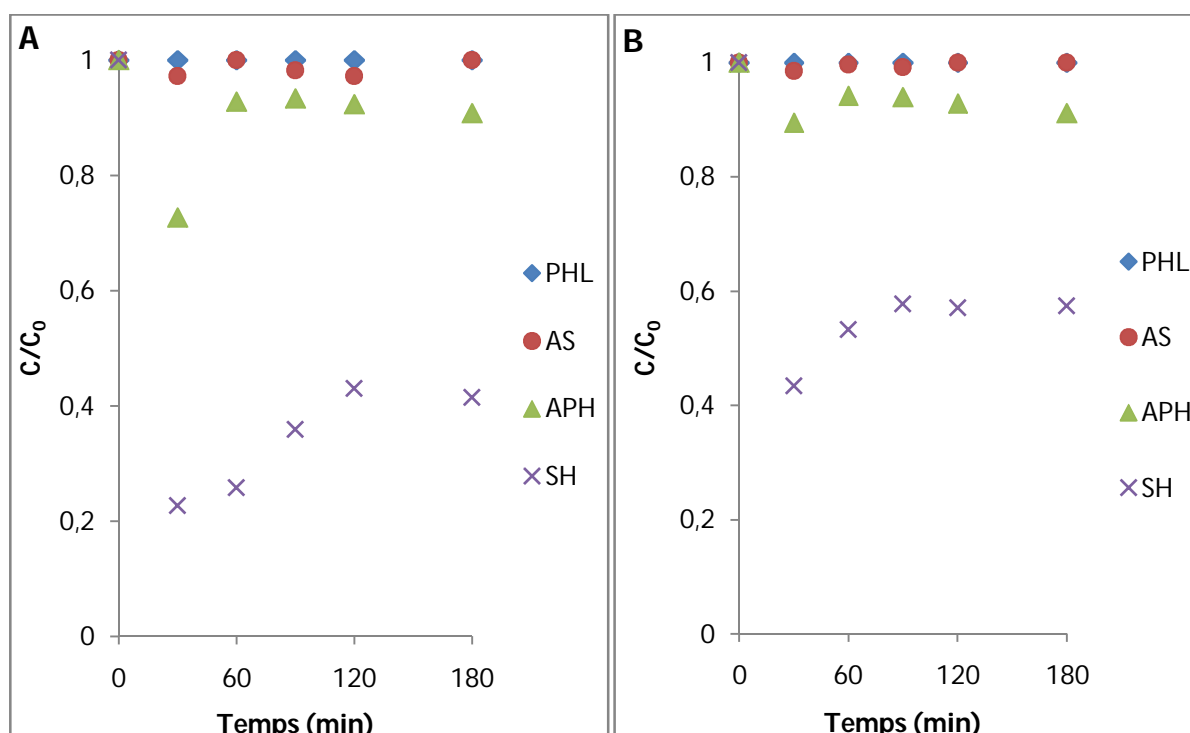 A
1
0,8
0,6
0,4
0,2
0
C/C0
0
60
120
180
Temps (min)
PHL
AS
APH
SH
B
1
0,8
0,6
0,4
0,2
0
C/C0
0
60
120
180
Temps (min)
PHL
AS
APH
SH